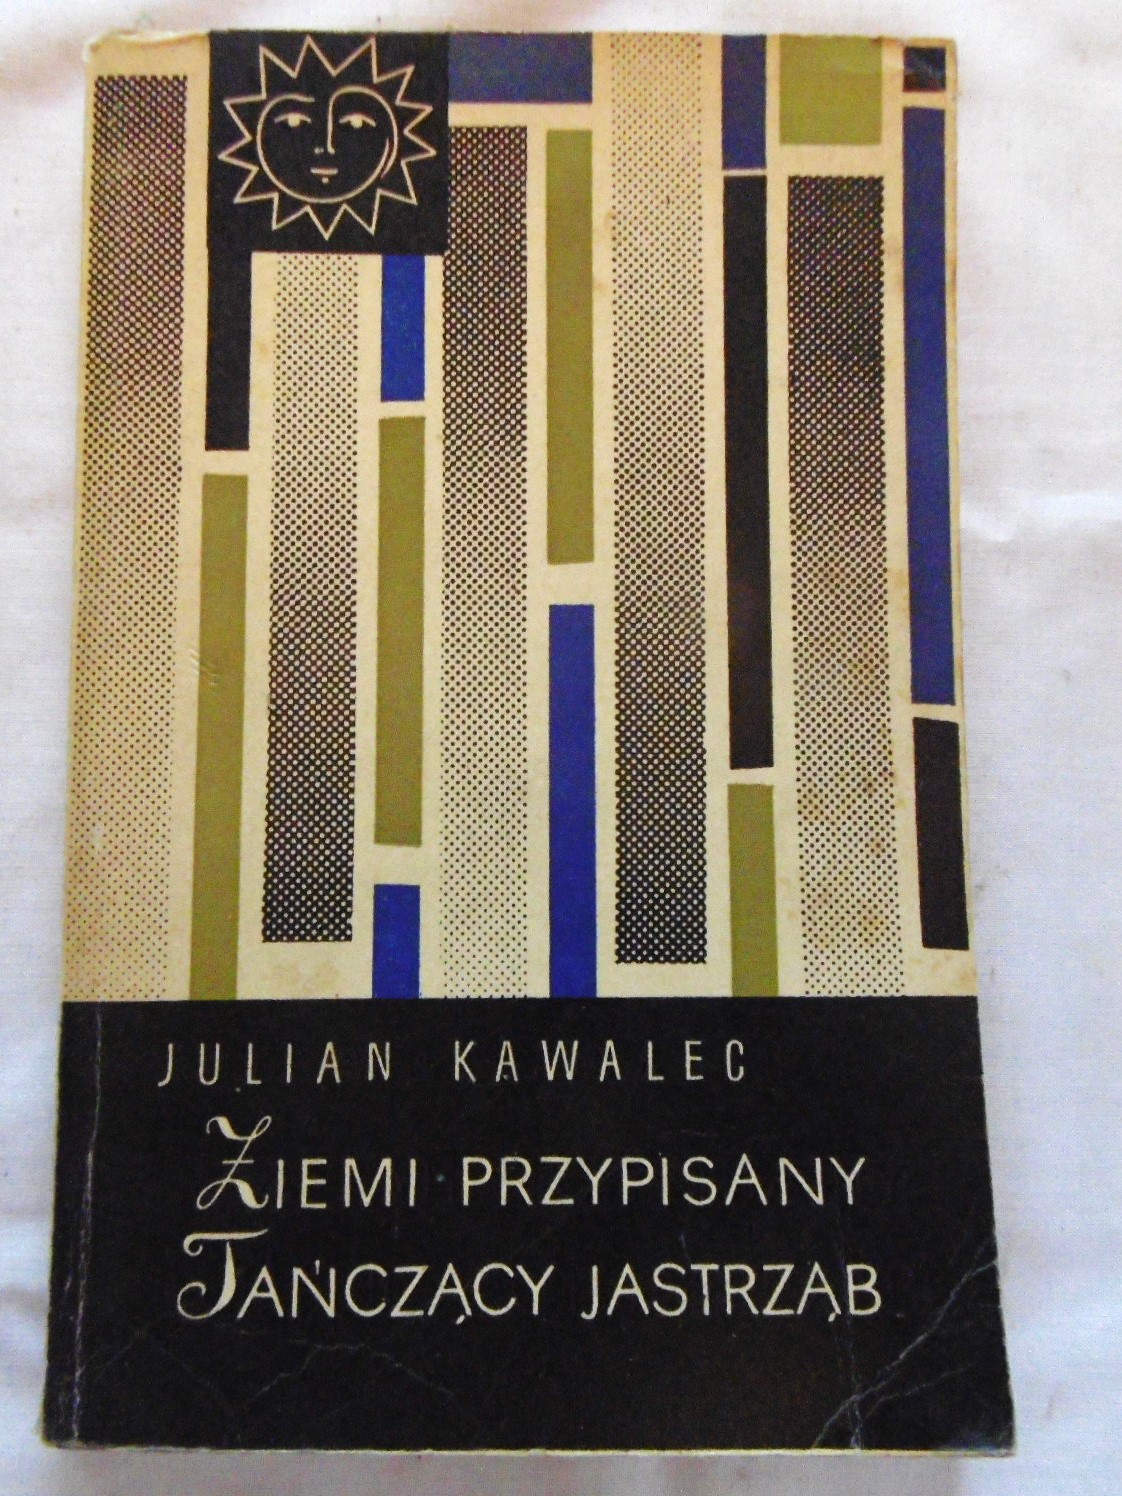 JULIAN KAWALEC
ZIEMI PRZYPISANY
TAŃCZĄCY JASTRZĄB